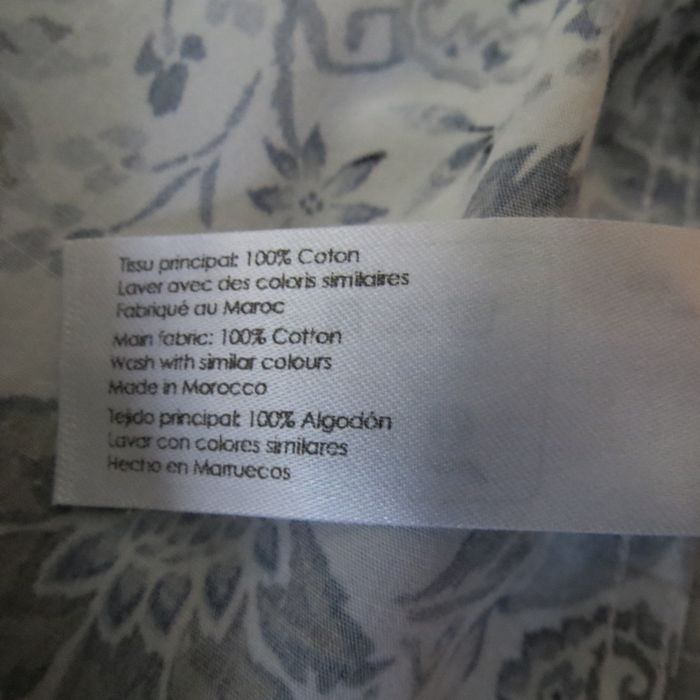 Tissu principal: 100% Coton
Laver avec des coloris similaires
Fabriqué au Maroc
Main fabric: 100% Cotton
Wash with similar colours
Made in Morocco
Tejido principal: 100% Algodón
Lavar con colores similares
Hecho en Marruecos